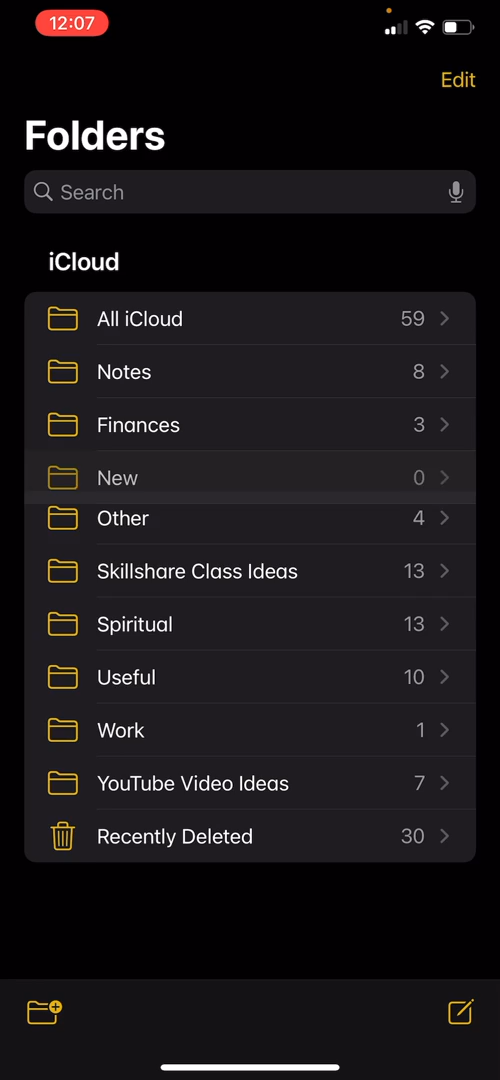 12:07
Edit
Folders
Search
iCloud
All iCloud 59
Notes 8
Finances 3
New 0
Other 4
Skillshare Class Ideas 13
Spiritual 13
Useful 10
Work 1
YouTube Video Ideas 7
Recently Deleted 30